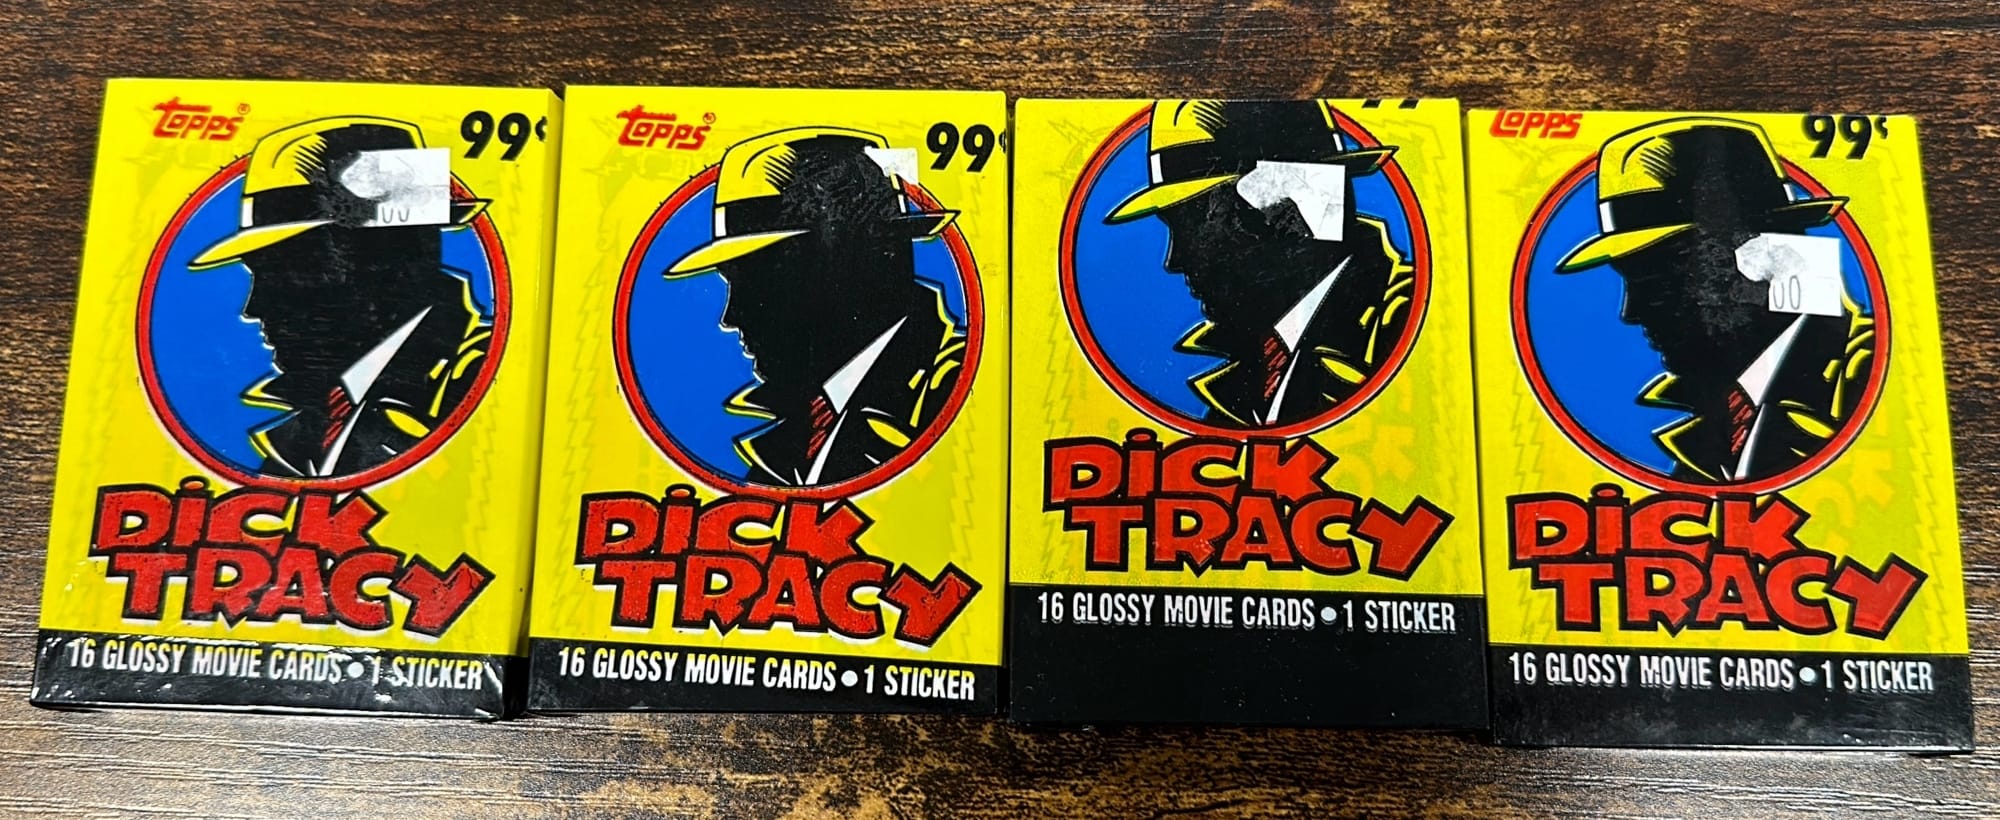 Topps® 99¢
00
DICK
TRACY
16 GLOSSY MOVIE CARDS • 1 STICKER
Topps® 99¢
DICK
TRACY
16 GLOSSY MOVIE CARDS • 1 STICKER
DICK
TRACY
16 GLOSSY MOVIE CARDS • 1 STICKER
Topps 99¢
00
DICK
TRACY
16 GLOSSY MOVIE CARDS • 1 STICKER